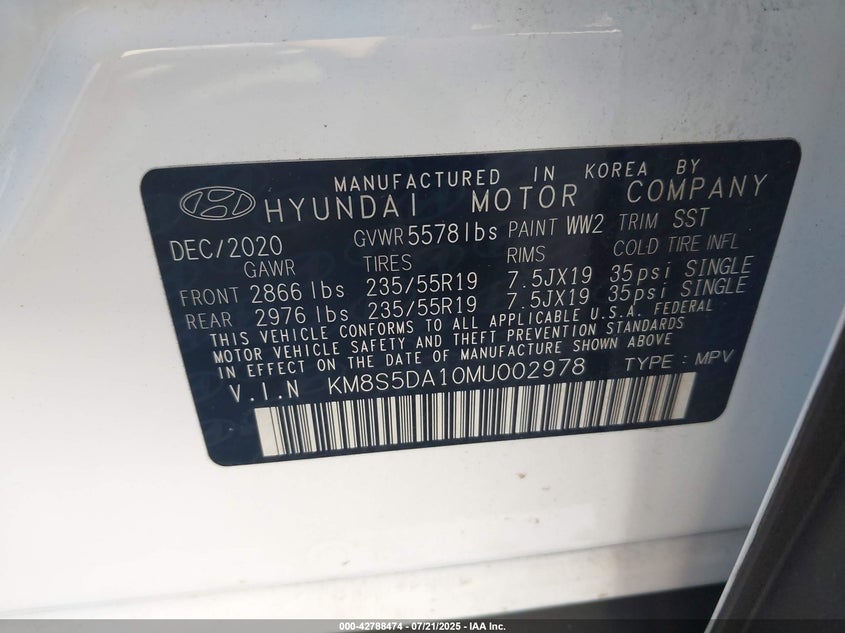 MANUFACTURED IN KOREA BY
HYUNDAI MOTOR COMPANY
DEC/2020 GVWR 5578 lbs PAINT WW2 TRIM SST
GAWR TIRES RIMS COLD TIRE INFL
FRONT 2866 lbs 235/55R19 7.5JX19 35psi SINGLE
REAR 2976 lbs 235/55R19 7.5JX19 35psi SINGLE
THIS VEHICLE CONFORMS TO ALL APPLICABLE U.S.A. FEDERAL
MOTOR VEHICLE SAFETY AND THEFT PREVENTION STANDARDS
IN EFFECT ON THE DATE OF MANUFACTURE SHOWN ABOVE
V.I.N KM8S5DA10MU002978 TYPE : MPV
000-42788474 | 07/21/2025 - IAA Inc.